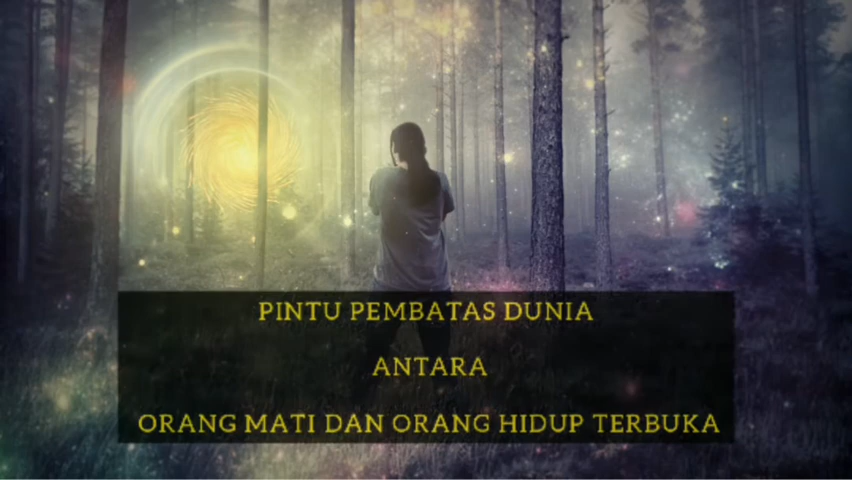 PINTU PEMBATAS DUNIA
ANTARA
ORANG MATI DAN ORANG HIDUP TERBUKA